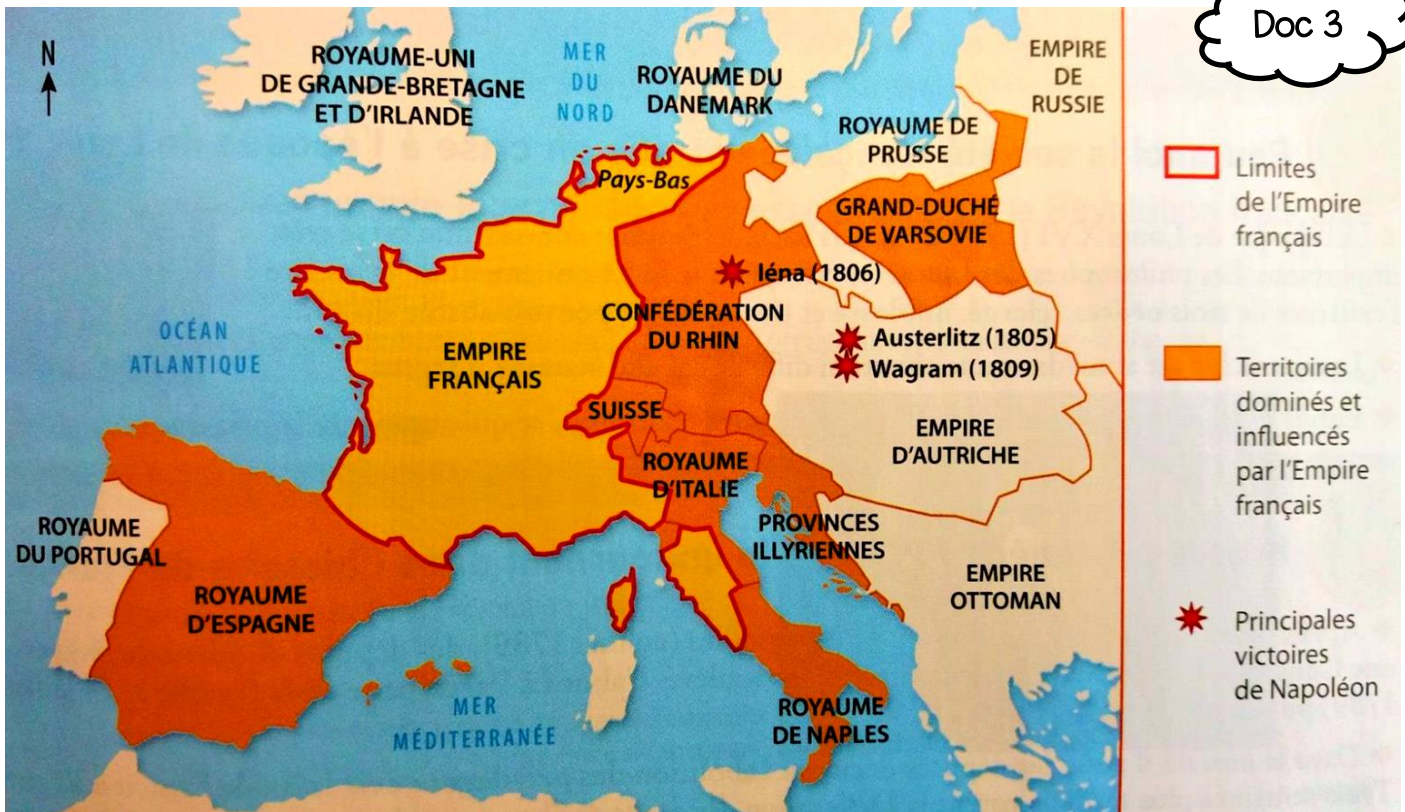 Doc 3
N
ROYAUME-UNI
DE GRANDE-BRETAGNE
ET D'IRLANDE
MER
DU
NORD
ROYAUME DU
DANEMARK
EMPIRE
DE
RUSSIE
ROYAUME DE
PRUSSE
Pays-Bas
GRAND-DUCHÉ
DE VARSOVIE
Iéna (1806)
CONFÉDÉRATION
DU RHIN
OCÉAN
ATLANTIQUE
EMPIRE
FRANÇAIS
Austerlitz (1805)
Wagram (1809)
SUISSE
EMPIRE
D'AUTRICHE
ROYAUME
D'ITALIE
ROYAUME
DU PORTUGAL
PROVINCES
ILLYRIENNES
ROYAUME
D'ESPAGNE
EMPIRE
OTTOMAN
MER
MÉDITERRANÉE
ROYAUME
DE NAPLES
Limites
de l'Empire
français
Territoires
dominés et
influencés
par l'Empire
français
Principales
victoires
de Napoléon